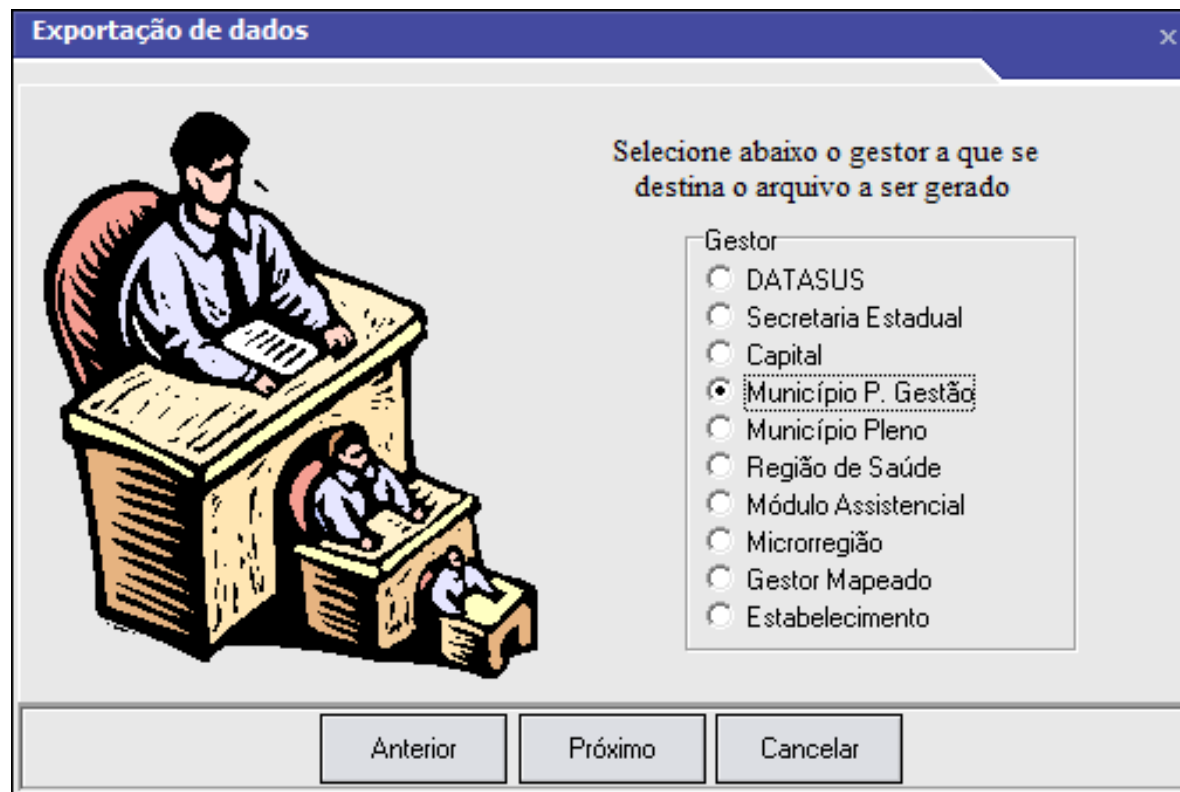 Exportação de dados
x
Selecione abaixo o gestor a que se
destina o arquivo a ser gerado
Gestor
DATASUS
Secretaria Estadual
Capital
Município P. Gestão
Município Pleno
Região de Saúde
Módulo Assistencial
Microrregião
Gestor Mapeado
Estabelecimento
Anterior
Próximo
Cancelar